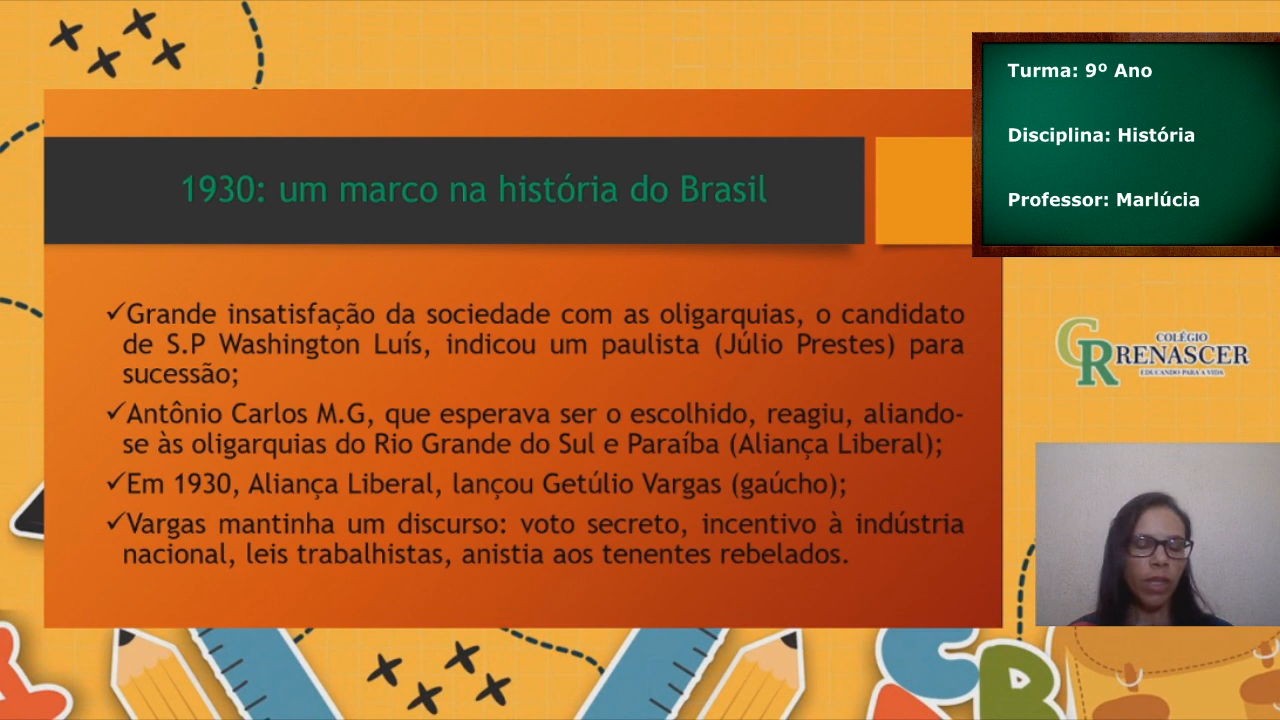 Turma: 9º Ano
Disciplina: História
Professor: Marlúcia
1930: um marco na história do Brasil
✓Grande insatisfação da sociedade com as oligarquias, o candidato
de S.P Washington Luís, indicou um paulista (Júlio Prestes) para
sucessão;
✓Antônio Carlos M.G, que esperava ser o escolhido, reagiu, aliando-
se às oligarquias do Rio Grande do Sul e Paraíba (Aliança Liberal);
✓Em 1930, Aliança Liberal, lançou Getúlio Vargas (gaúcho);
✓Vargas mantinha um discurso: voto secreto, incentivo à indústria
nacional, leis trabalhistas, anistia aos tenentes rebelados.
CR
COLÉGIO
RENASCER
EDUCANDO PARA A VIDA